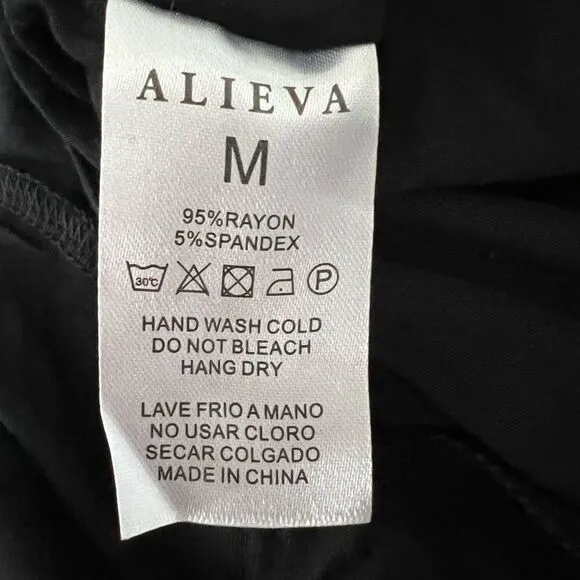 ALIEVA
M
95%RAYON
5%SPANDEX
30℃ P
HAND WASH COLD
DO NOT BLEACH
HANG DRY
LAVE FRIO A MANO
NO USAR CLORO
SECAR COLGADO
MADE IN CHINA